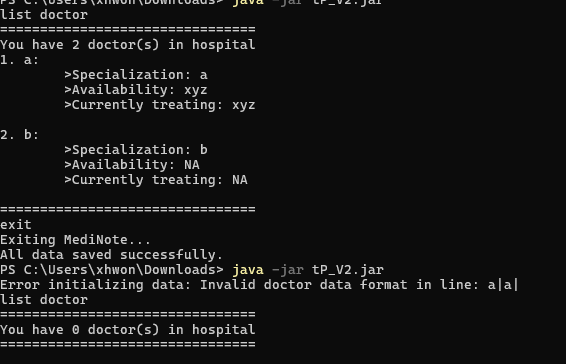 PS C:\Users\xhwon\Downloads> java -jar tP_V2.jar
list doctor
================================
You have 2 doctor(s) in hospital
1. a:
        >Specialization: a
        >Availability: xyz
        >Currently treating: xyz

2. b:
        >Specialization: b
        >Availability: NA
        >Currently treating: NA

================================
exit
Exiting MediNote...
All data saved successfully.
PS C:\Users\xhwon\Downloads> java -jar tP_V2.jar
Error initializing data: Invalid doctor data format in line: a|a|
list doctor
================================
You have 0 doctor(s) in hospital
================================